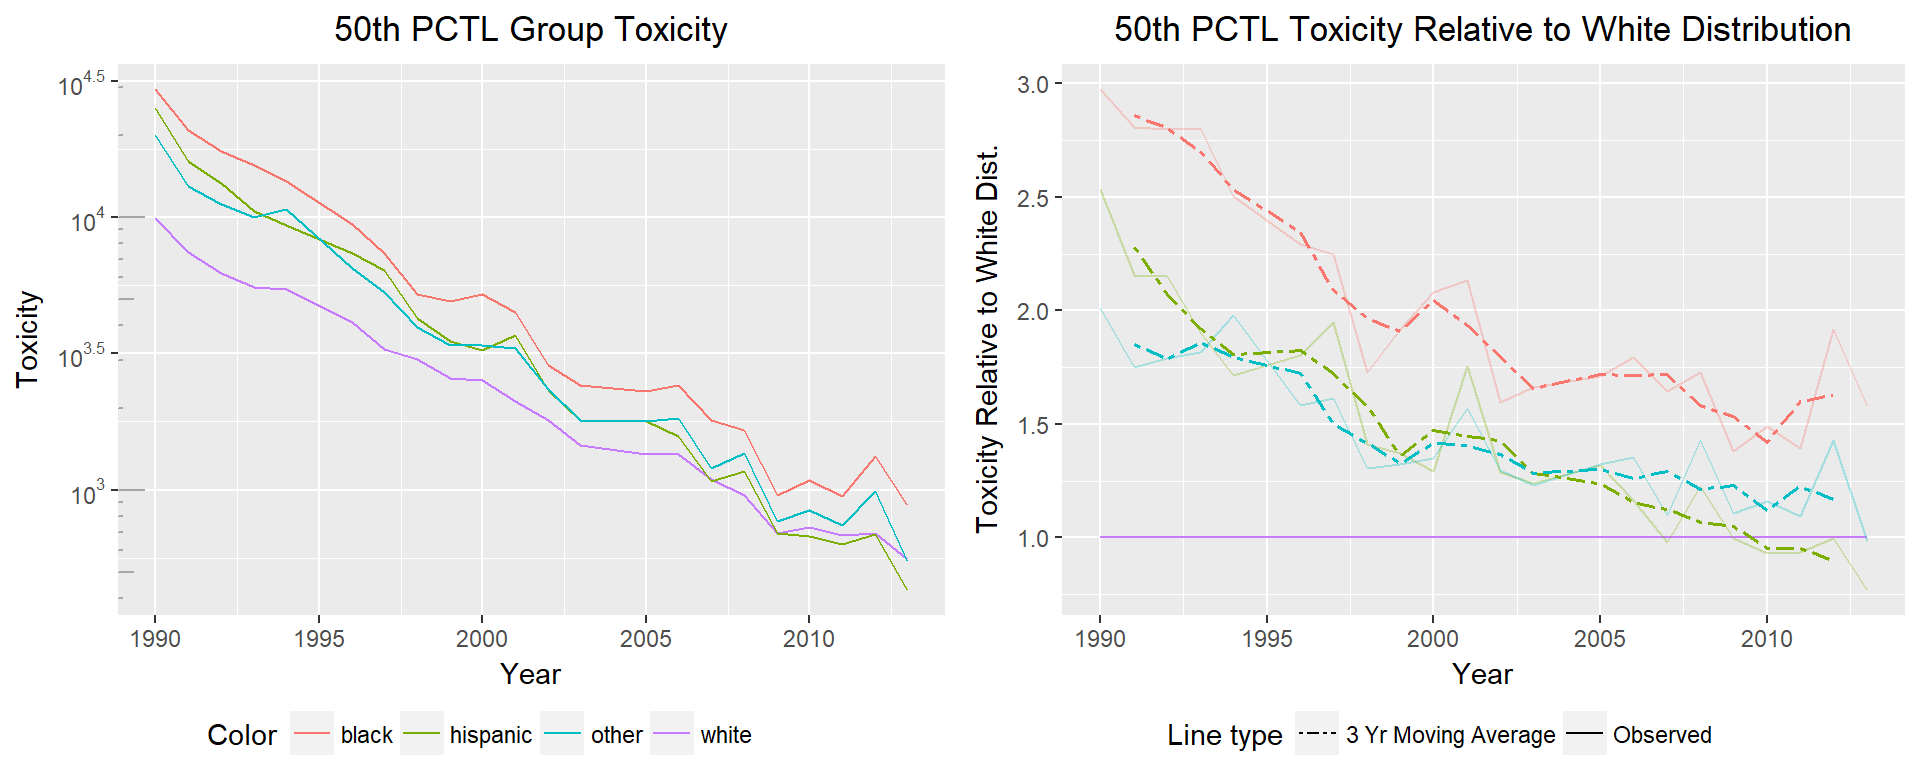 50th PCTL Group Toxicity
Toxicity
10^4.5
10^4
10^3.5
10^3
1990 1995 2000 2005 2010
Year
Color black hispanic other white
50th PCTL Toxicity Relative to White Distribution
Toxicity Relative to White Dist.
3.0
2.5
2.0
1.5
1.0
1990 1995 2000 2005 2010
Year
Line type 3 Yr Moving Average Observed